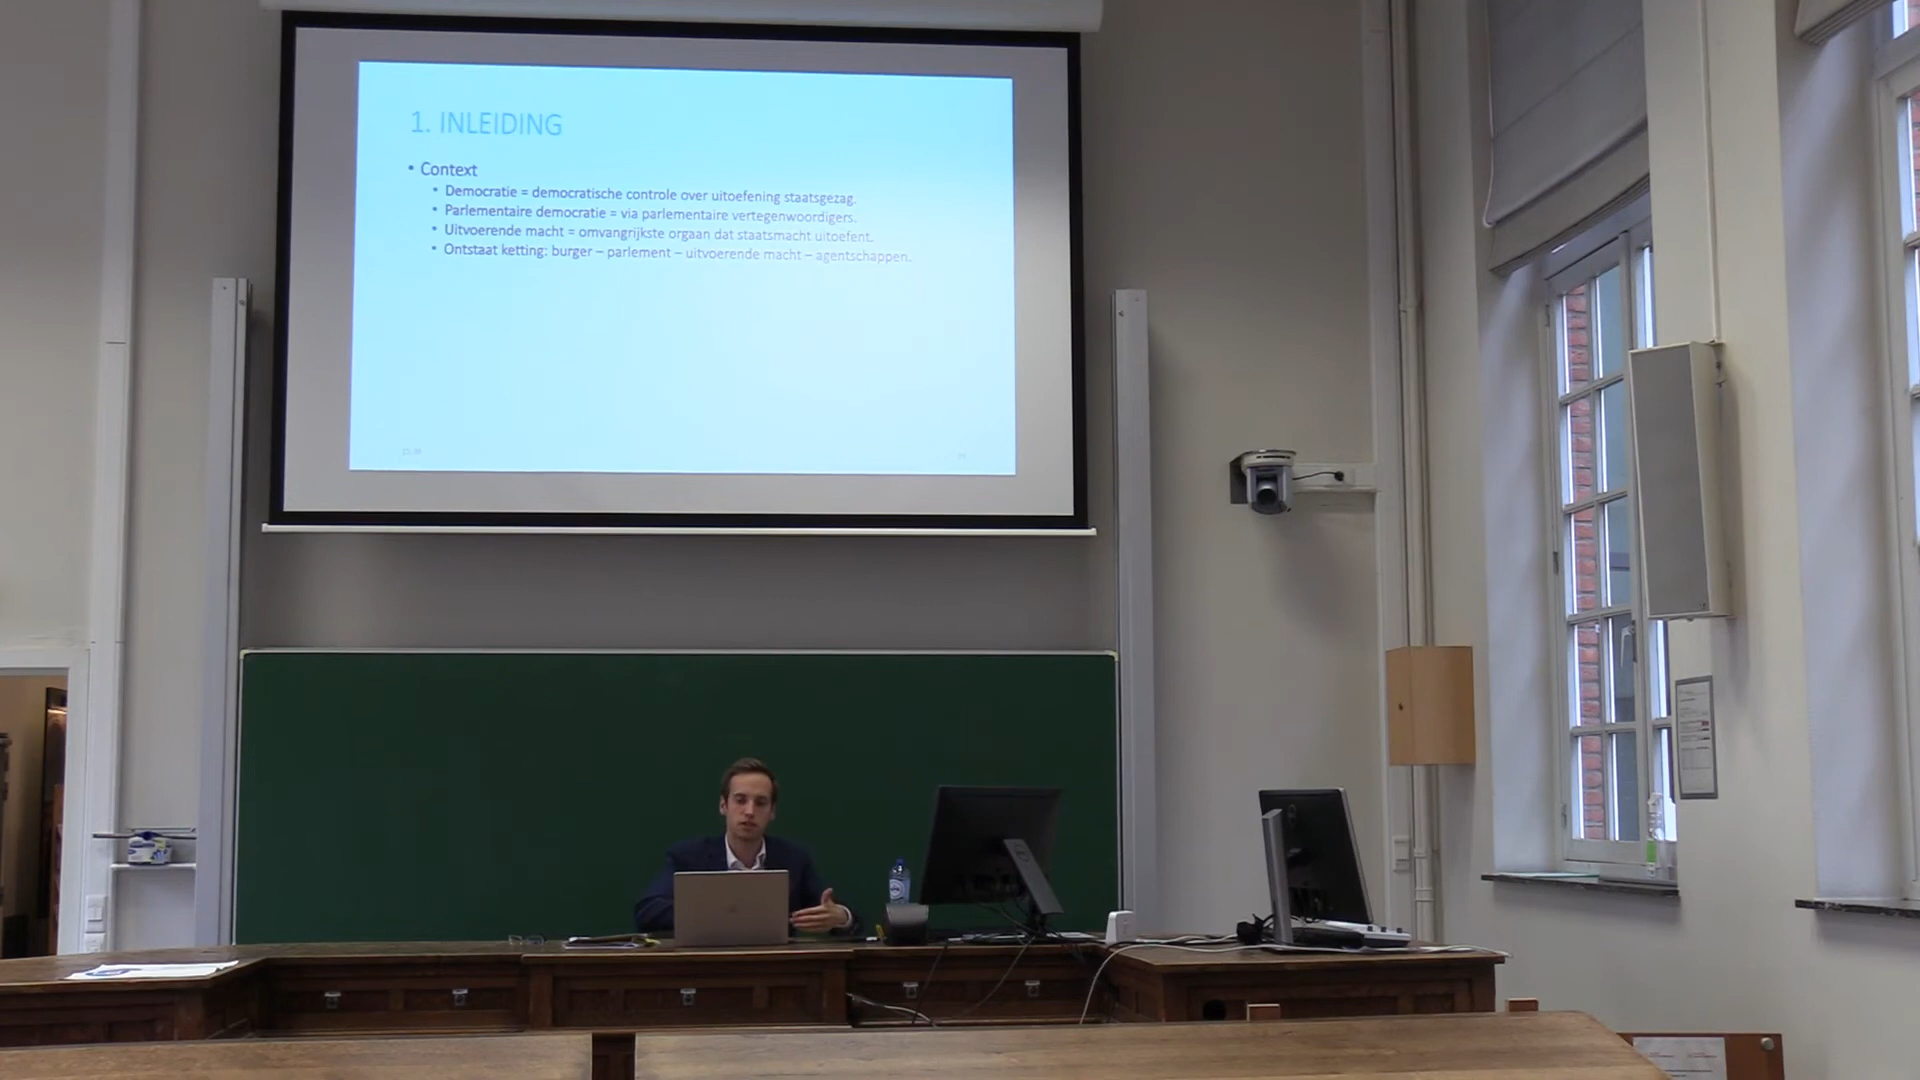 1. INLEIDING
• Context
• Democratie = democratische controle over uitoefening staatsgezag.
• Parlementaire democratie = via parlementaire vertegenwoordigers.
• Uitvoerende macht = omvangrijkste orgaan dat staatsmacht uitoefent.
• Ontstaat ketting: burger – parlement – uitvoerende macht – agentschappen.